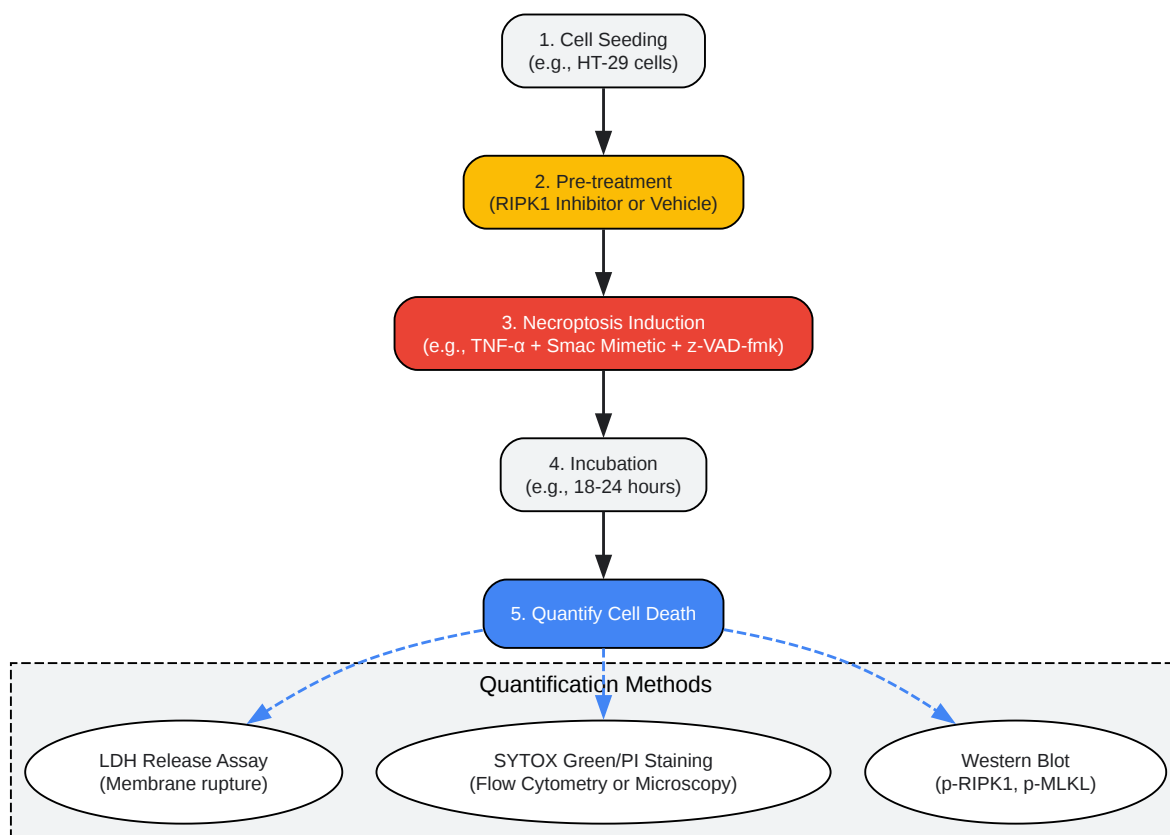 1. Cell Seeding
(e.g., HT-29 cells)
2. Pre-treatment
(RIPK1 Inhibitor or Vehicle)
3. Necroptosis Induction
(e.g., TNF-α + Smac Mimetic + z-VAD-fmk)
4. Incubation
(e.g., 18-24 hours)
5. Quantify Cell Death
Quantification Methods
LDH Release Assay
(Membrane rupture)
SYTOX Green/PI Staining
(Flow Cytometry or Microscopy)
Western Blot
(p-RIPK1, p-MLKL)